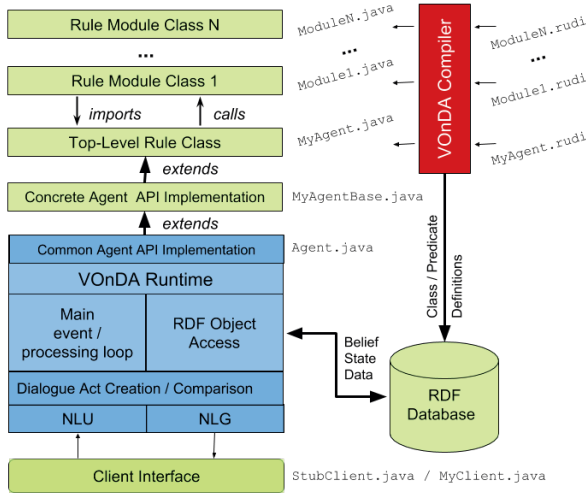 Rule Module Class N
...
Rule Module Class 1
imports
calls
Top-Level Rule Class
extends
Concrete Agent API Implementation
extends
Common Agent API Implementation
VOnDA Runtime
Main
event /
processing loop
RDF Object
Access
Dialogue Act Creation / Comparison
NLU
NLG
Client Interface
ModuleN.java
...
Module1.java
MyAgent.java
MyAgentBase.java
Agent.java
VOnDA Compiler
ModuleN.rudi
...
Module1.rudi
MyAgent.rudi
Class / Predicate
Definitions
Belief
State
Data
RDF
Database
StubClient.java / MyClient.java